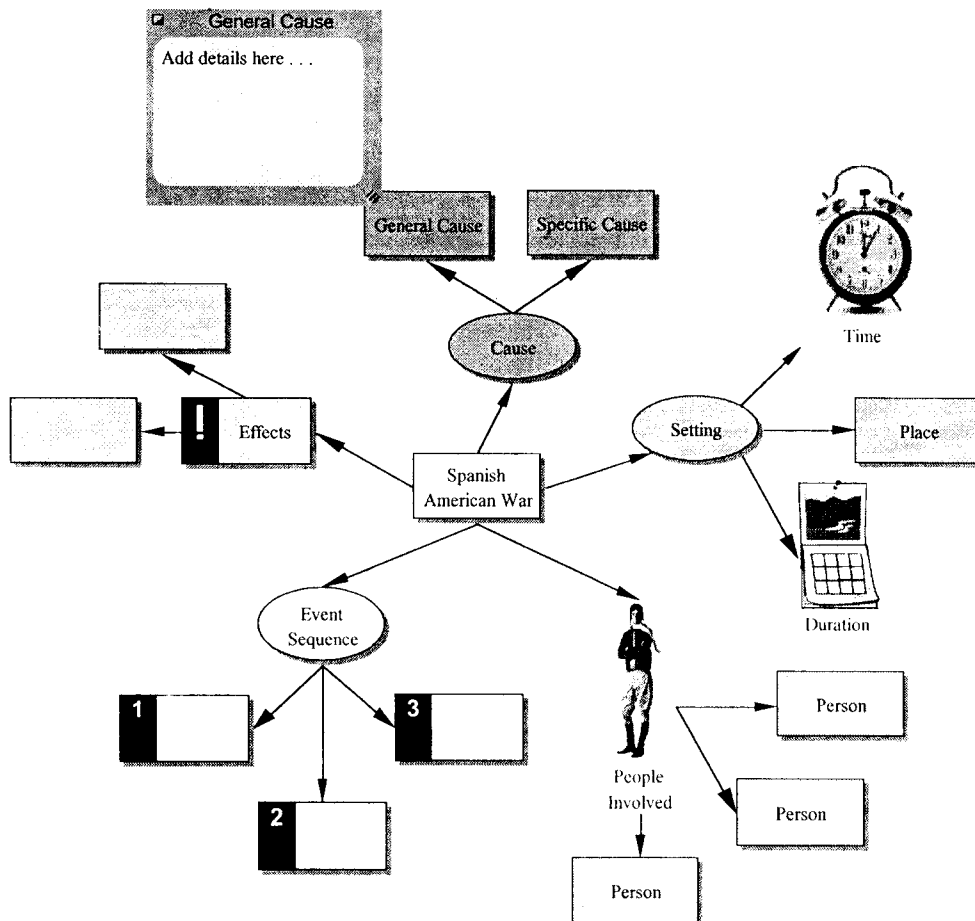 General Cause
Add details here . . .
General Cause
Specific Cause
Cause
Time
Setting
Place
! Effects
Spanish
American War
Duration
Event
Sequence
1
3
2
People
Involved
Person
Person
Person